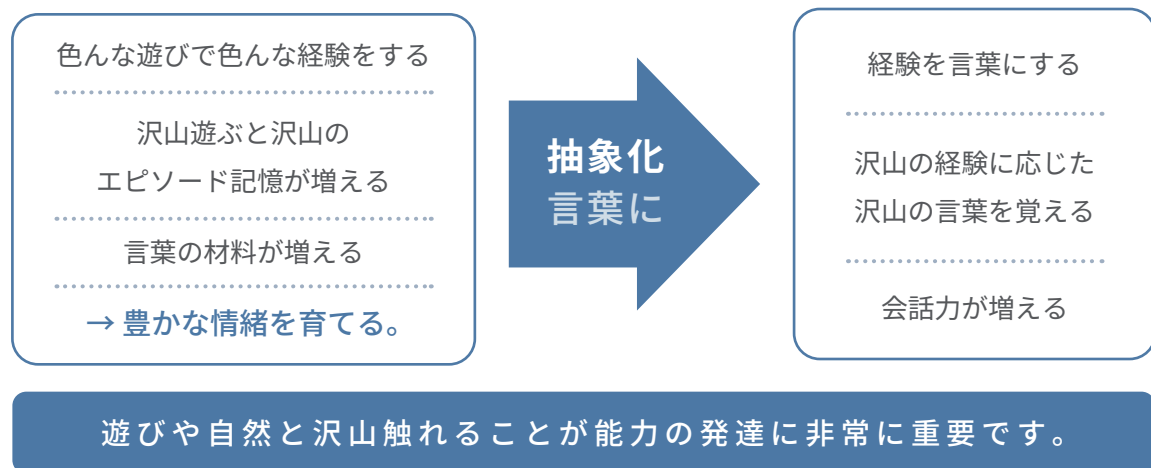 色んな遊びで色んな経験をする
沢山遊ぶと沢山の
エピソード記憶が増える
言葉の材料が増える
→ 豊かな情緒を育てる。
抽象化
言葉に
経験を言葉にする
沢山の経験に応じた
沢山の言葉を覚える
会話力が増える
遊びや自然と沢山触れることが能力の発達に非常に重要です。